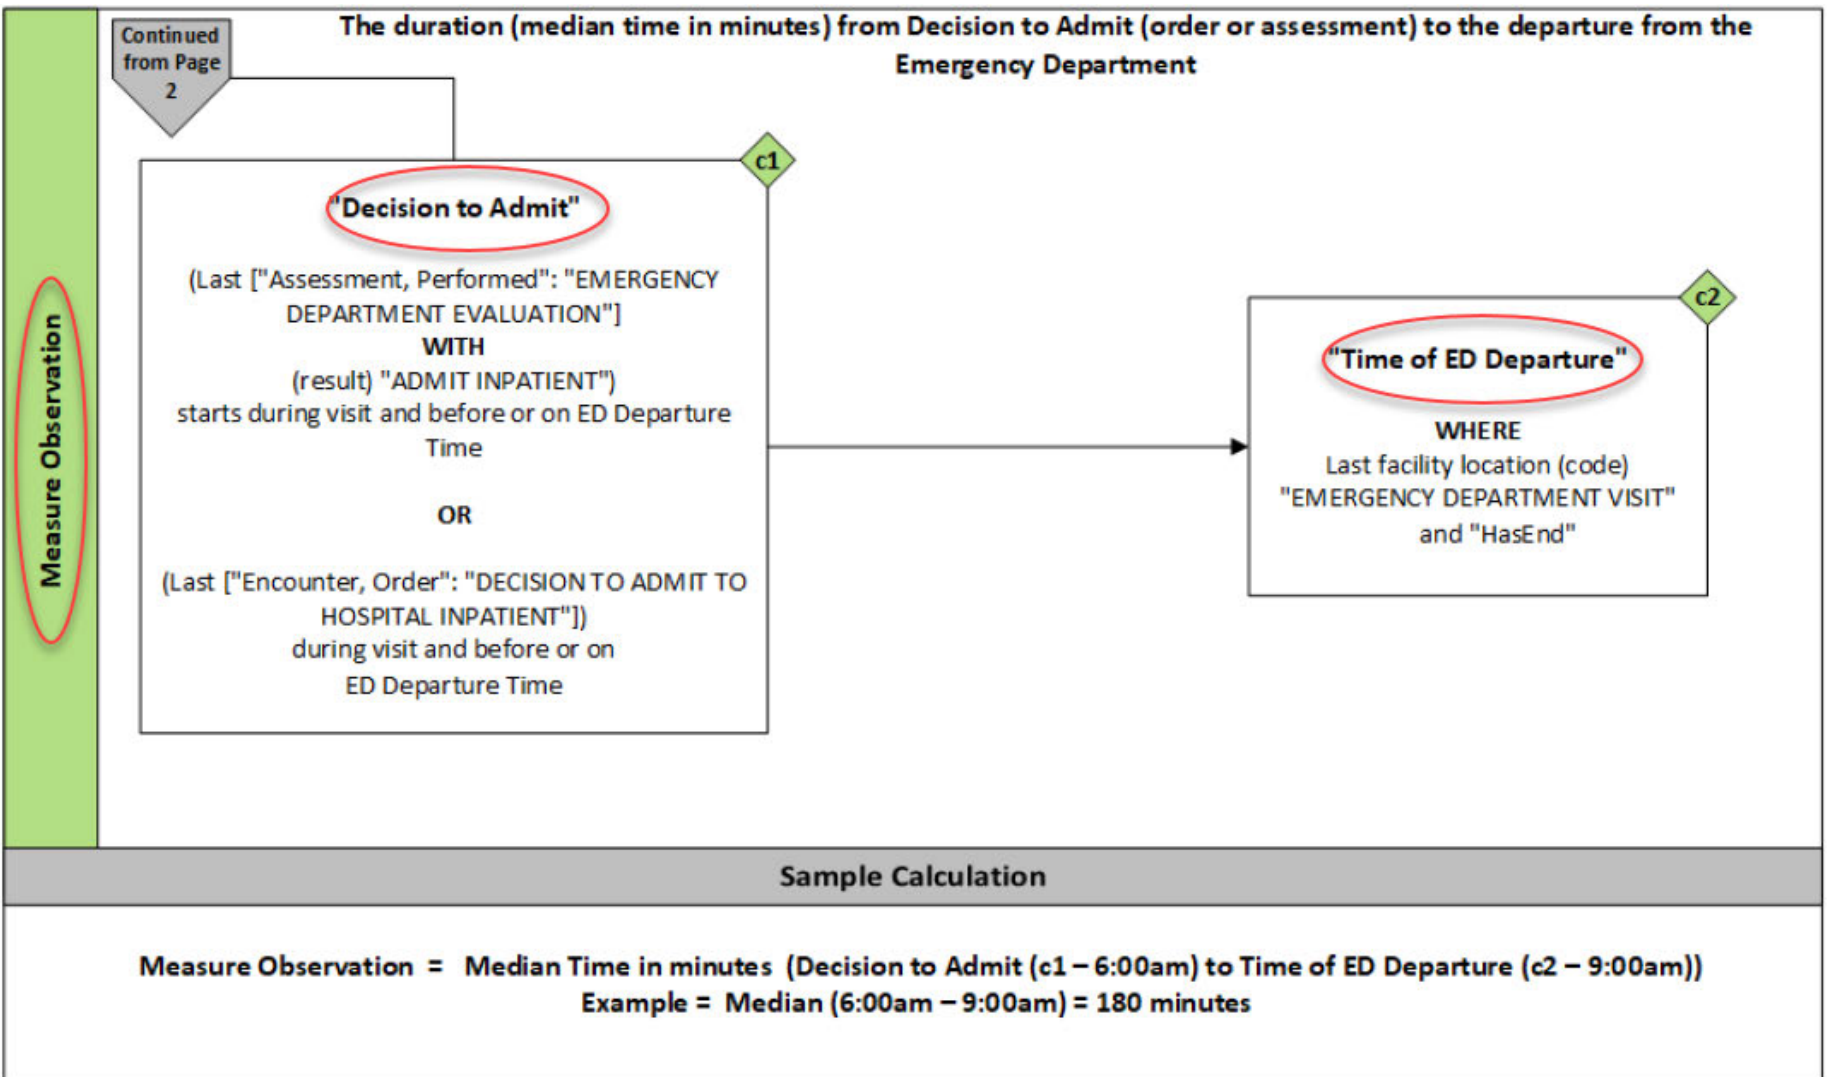 Continued
from Page
2
The duration (median time in minutes) from Decision to Admit (order or assessment) to the departure from the
Emergency Department
Measure Observation
c1
"Decision to Admit"
(Last ["Assessment, Performed": "EMERGENCY
DEPARTMENT EVALUATION"]
WITH
(result) "ADMIT INPATIENT")
starts during visit and before or on ED Departure
Time
OR
(Last ["Encounter, Order": "DECISION TO ADMIT TO
HOSPITAL INPATIENT"])
during visit and before or on
ED Departure Time
c2
"Time of ED Departure"
WHERE
Last facility location (code)
"EMERGENCY DEPARTMENT VISIT"
and "HasEnd"
Sample Calculation
Measure Observation = Median Time in minutes (Decision to Admit (c1 – 6:00am) to Time of ED Departure (c2 – 9:00am))
Example = Median (6:00am – 9:00am) = 180 minutes